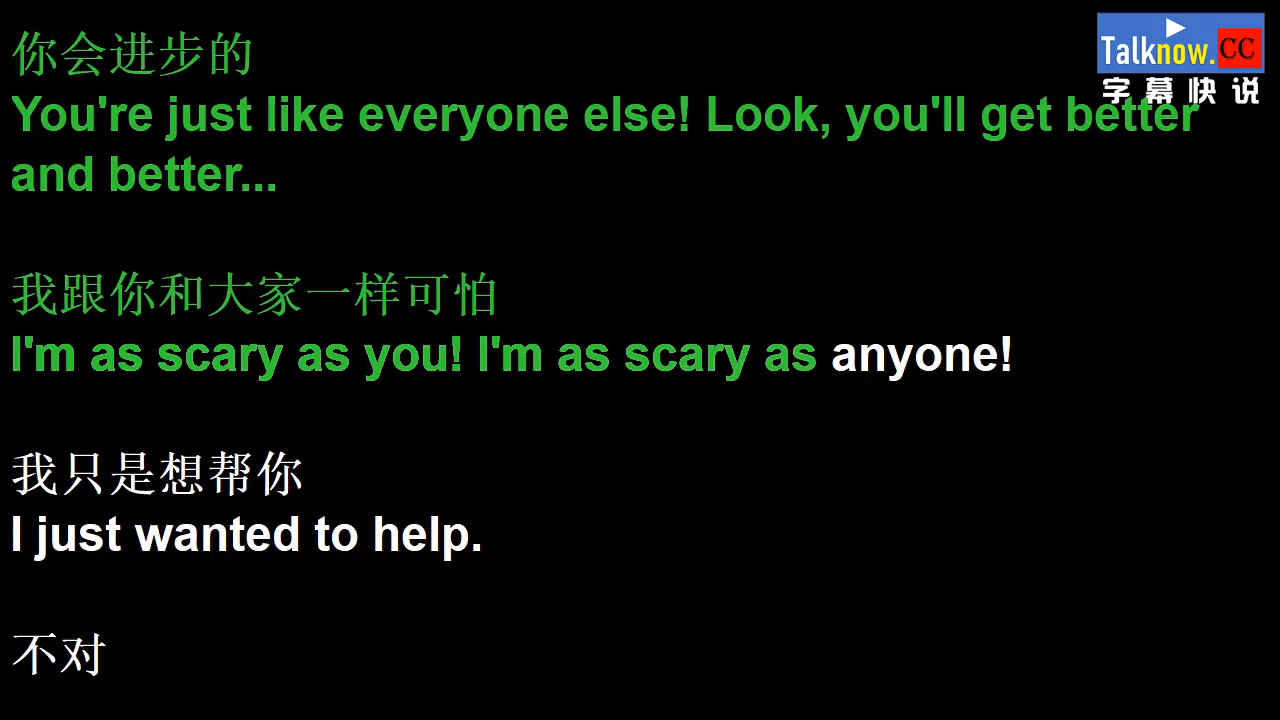 你会进步的
Talknow.CC
字幕快说
You're just like everyone else! Look, you'll get better
and better...
我跟你和大家一样可怕
I'm as scary as you! I'm as scary as anyone!
我只是想帮你
I just wanted to help.
不对